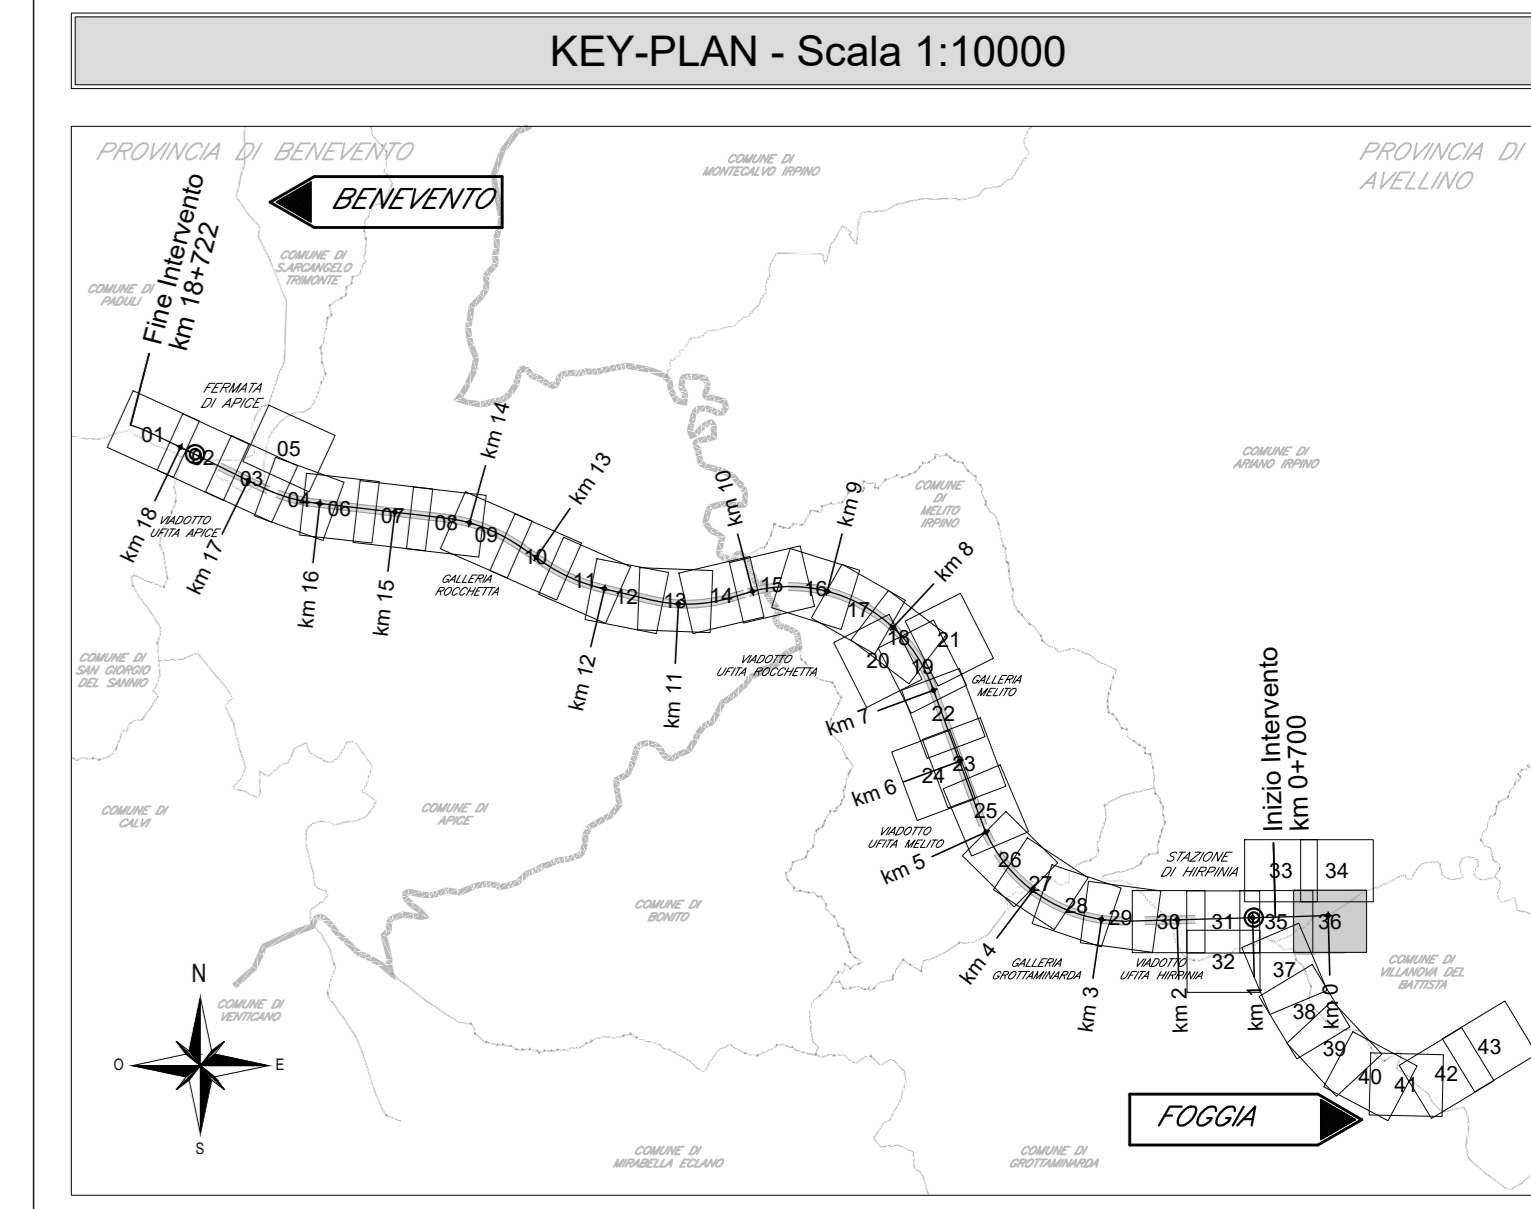 KEY-PLAN - Scala 1:10000
PROVINCIA DI BENEVENTO
PROVINCIA DI
AVELLINO
BENEVENTO
COMUNE DI
MONTECALVO IRPINO
COMUNE DI
S.ARCANGELO
TRIMONTE
COMUNE DI
PADULI
Fine Intervento
km 18+722
FERMATA
DI APICE
COMUNE DI
ARIANO IRPINO
COMUNE
DI
MELITO
IRPINO
01
02
03
04
05
06
07
08
09
10
11
12
13
14
15
16
17
18
19
20
21
22
23
24
25
26
27
28
29
30
31
32
33
34
35
36
37
38
39
40
41
42
43
km 18
km 17
km 16
km 15
km 14
km 13
km 12
km 11
km 10
km 9
km 8
km 7
km 6
km 5
km 4
km 3
km 2
km 1
km 0
VIADOTTO
UFITA APICE
GALLERIA
ROCCHETTA
VIADOTTO
UFITA ROCCHETTA
GALLERIA
MELITO
COMUNE DI
SAN GIORGIO
DEL SANNIO
COMUNE DI
CALVI
COMUNE DI
APICE
VIADOTTO
UFITA MELITO
Inizio Intervento
km 0+700
STAZIONE
DI HIRPINIA
COMUNE DI
BONITO
GALLERIA
GROTTAMINARDA
VIADOTTO
UFITA HIRPINIA
COMUNE DI
VILLANOVA DEL
BATTISTA
COMUNE DI
VENTICANO
N
O
E
S
FOGGIA
COMUNE DI
MIRABELLA ECLANO
COMUNE DI
GROTTAMINARDA